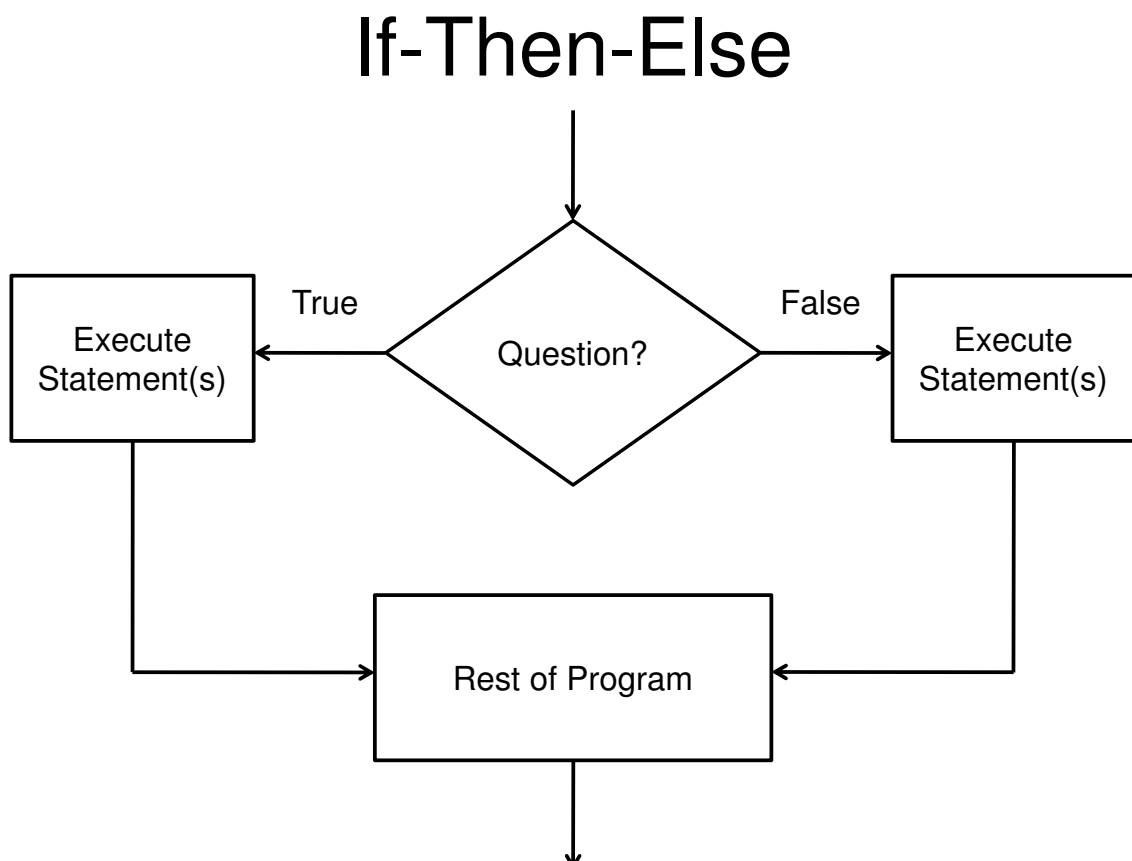 If-Then-Else
True
False
Execute
Statement(s)
Question?
Execute
Statement(s)
Rest of Program